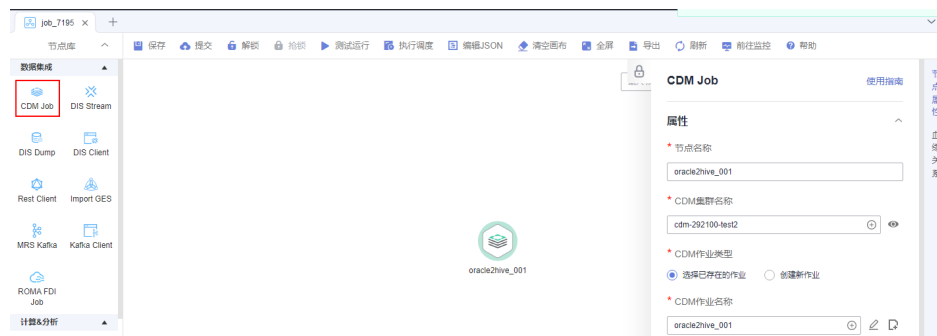 job_7195 × +
节点库
保存 提交 解锁 抢锁 测试运行 执行调度 编辑JSON 清空画布 全屏 导出 刷新 前往监控 帮助
数据集成
CDM Job DIS Stream
DIS Dump DIS Client
Rest Client Import GES
MRS Kafka Kafka Client
ROMA FDI
Job
计算&分析
oracle2hive_001
CDM Job 使用指南
属性
* 节点名称
oracle2hive_001
* CDM集群名称
cdm-292100-test2
* CDM作业类型
选择已存在的作业 创建新作业
* CDM作业名称
oracle2hive_001